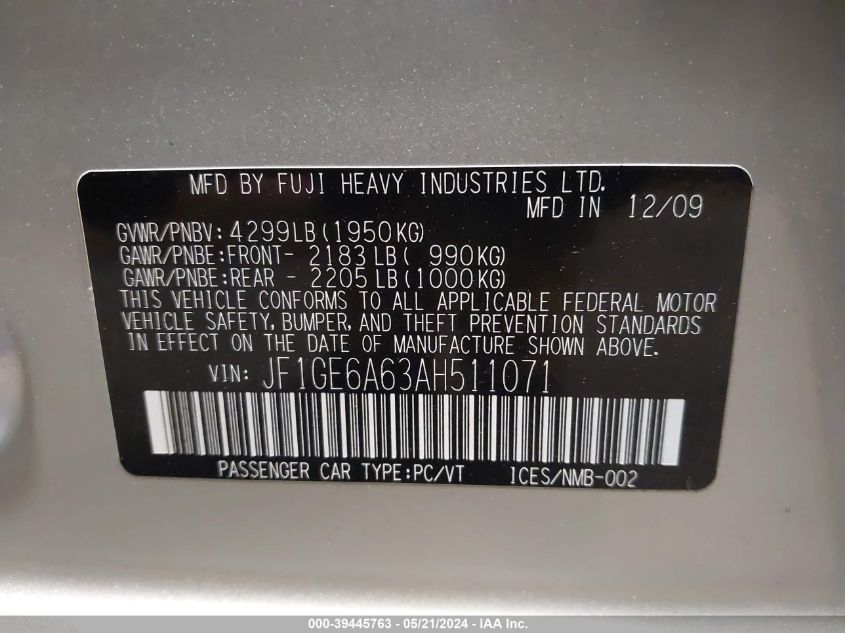 MFD BY FUJI HEAVY INDUSTRIES LTD.
MFD IN 12/09
GVWR/PNBV: 4299LB(1950KG)
GAWR/PNBE:FRONT- 2183LB( 990KG)
GAWR/PNBE:REAR - 2205LB(1000KG)
THIS VEHICLE CONFORMS TO ALL APPLICABLE FEDERAL MOTOR
VEHICLE SAFETY, BUMPER, AND THEFT PREVENTION STANDARDS
IN EFFECT ON THE DATE OF MANUFACTURE SHOWN ABOVE.
VIN: JF1GE6A63AH511071
PASSENGER CAR TYPE:PC/VT ICES/NMB-002
000-39445763 - 05/21/2024 - IAA Inc.